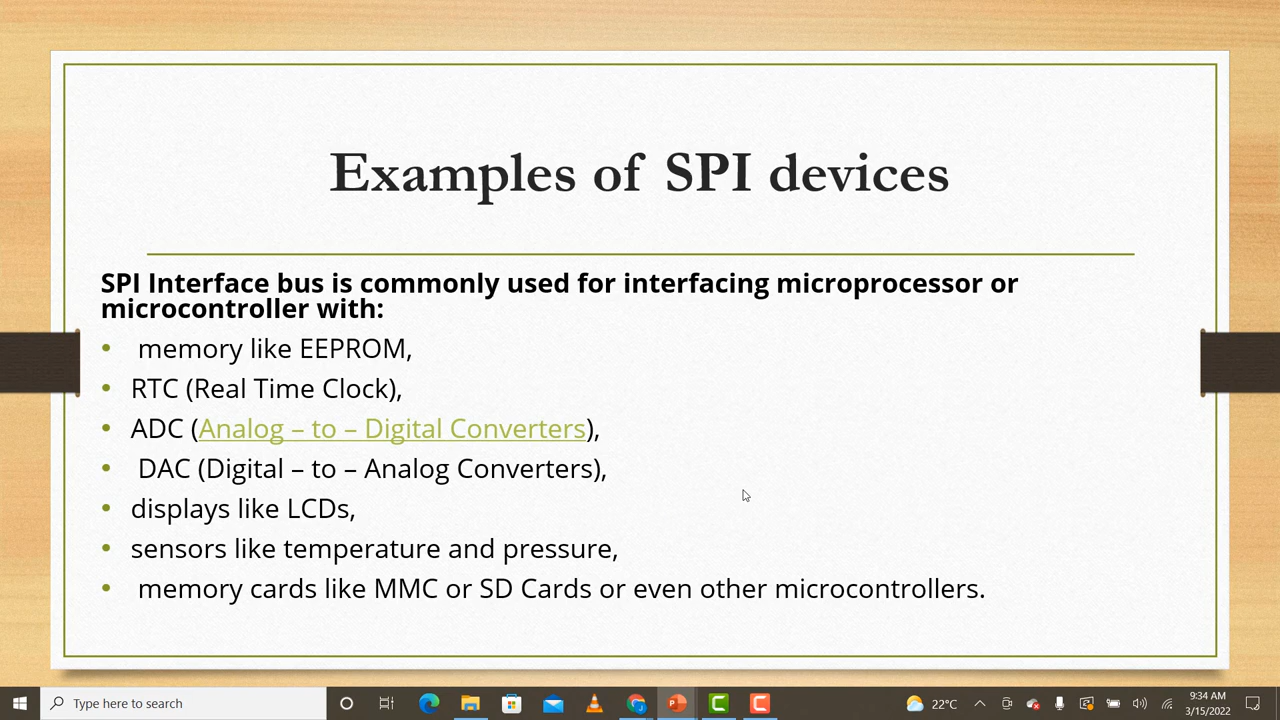 Examples of SPI devices
SPI Interface bus is commonly used for interfacing microprocessor or
microcontroller with:
• memory like EEPROM,
• RTC (Real Time Clock),
• ADC (Analog – to – Digital Converters),
• DAC (Digital – to – Analog Converters),
• displays like LCDs,
• sensors like temperature and pressure,
• memory cards like MMC or SD Cards or even other microcontrollers.
Type here to search
22°C
9:34 AM
3/15/2022